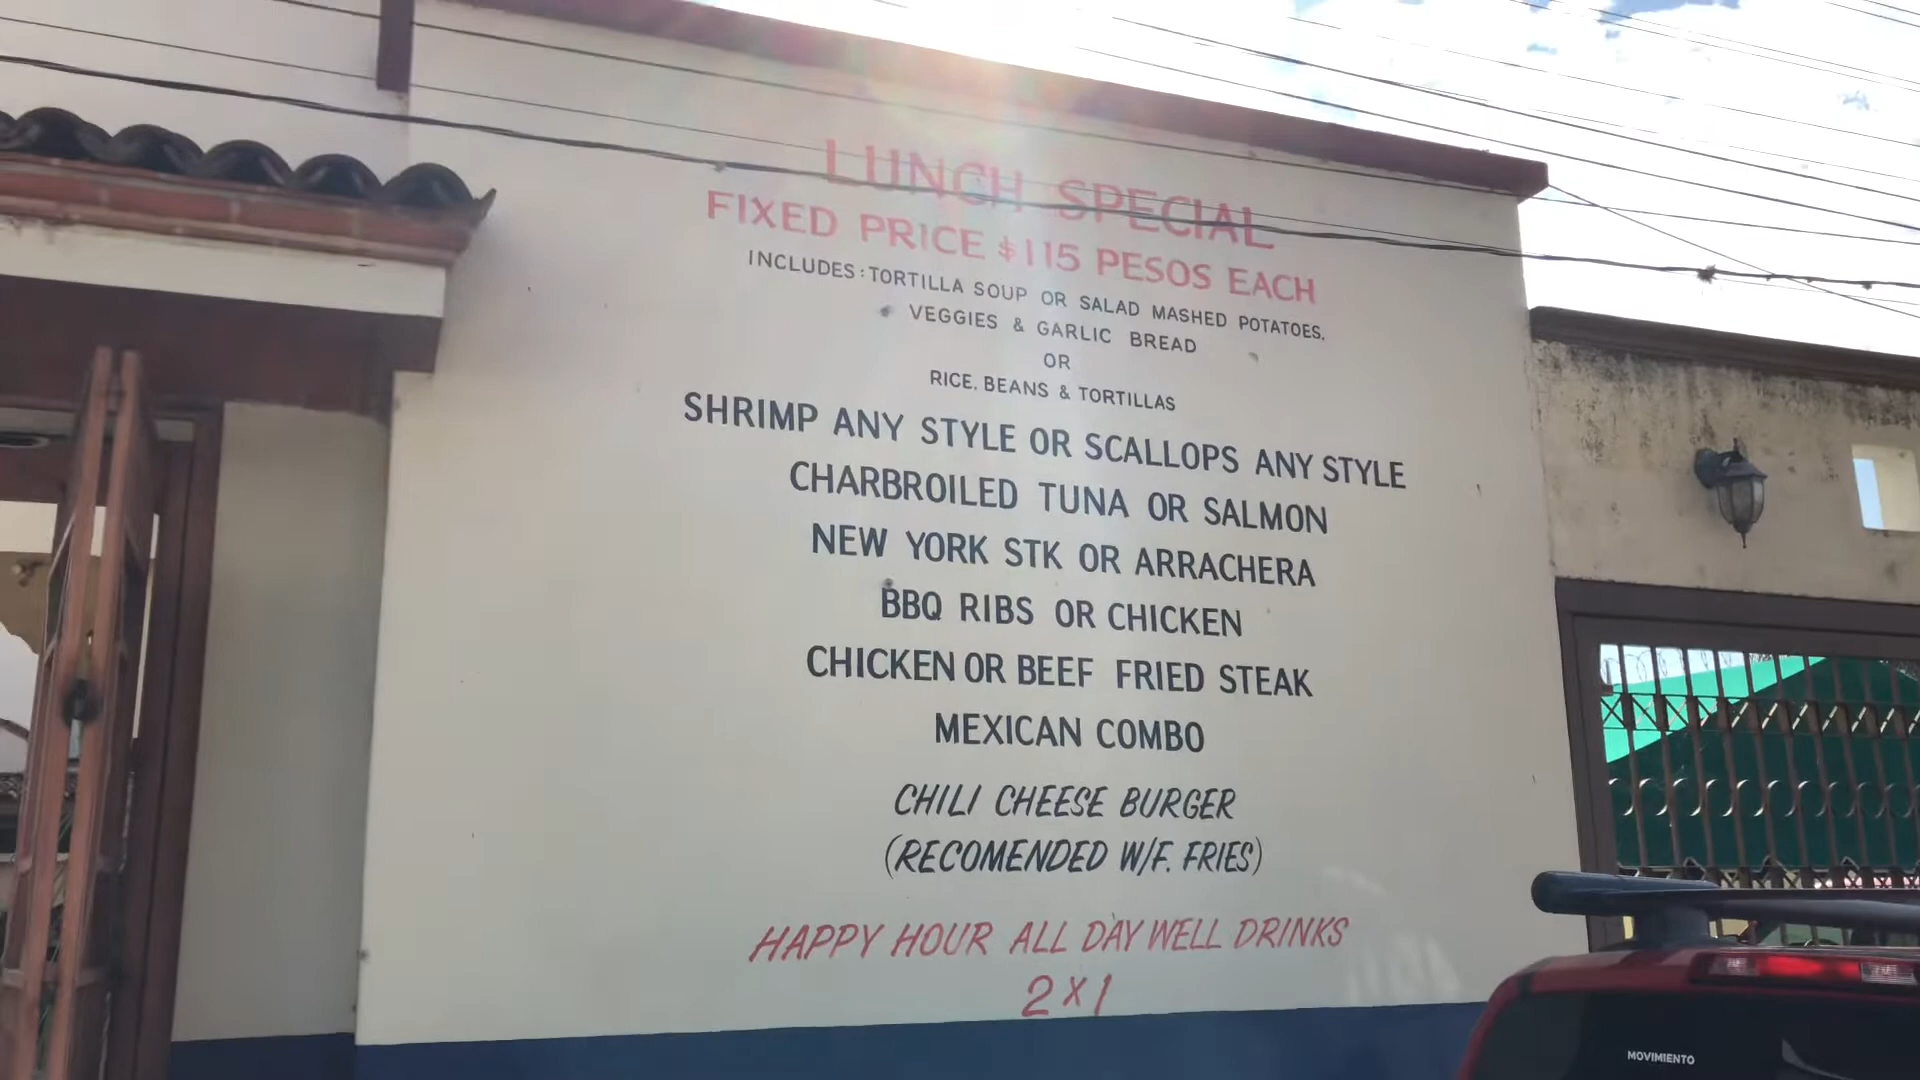 LUNCH SPECIAL
FIXED PRICE $115 PESOS EACH
INCLUDES: TORTILLA SOUP OR SALAD MASHED POTATOES,
VEGGIES & GARLIC BREAD
OR
RICE, BEANS & TORTILLAS
SHRIMP ANY STYLE OR SCALLOPS ANY STYLE
CHARBROILED TUNA OR SALMON
NEW YORK STK OR ARRACHERA
BBQ RIBS OR CHICKEN
CHICKEN OR BEEF FRIED STEAK
MEXICAN COMBO
CHILI CHEESE BURGER
(RECOMENDED W/F. FRIES)
HAPPY HOUR ALL DAY WELL DRINKS
2 X 1
MOVIMIENTO